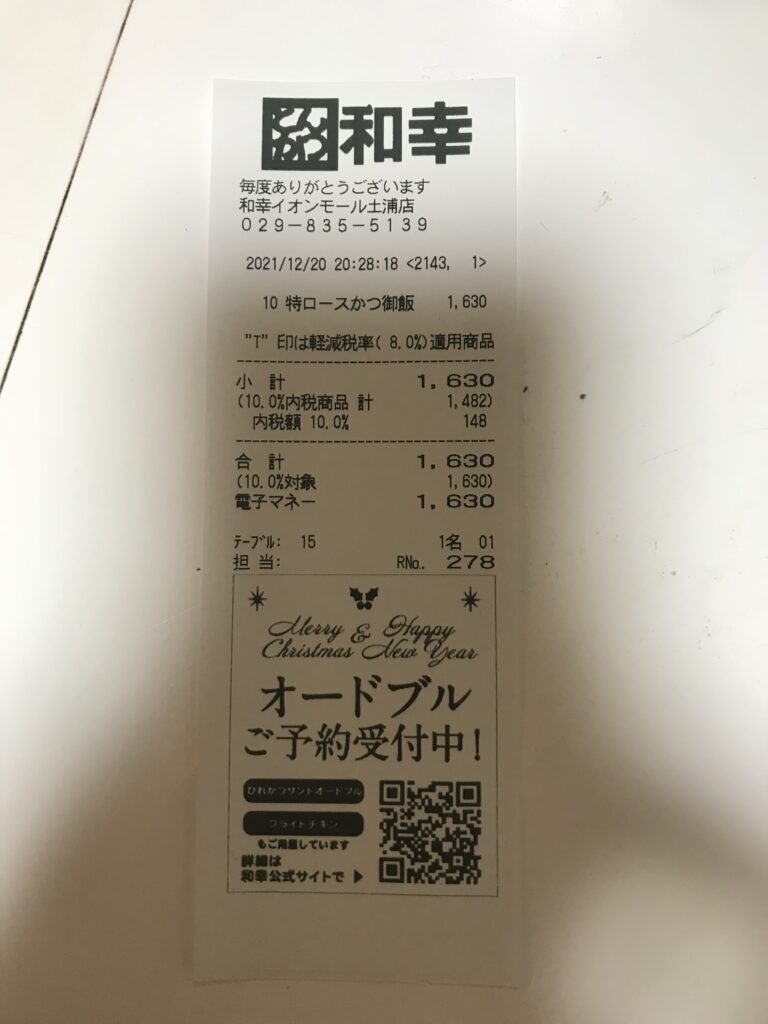 和幸
毎度ありがとうございます
和幸イオンモール土浦店
029-835-5139
2021/12/20 20:28:18 <2143, 1>
10 特ロースかつ御飯 1,630
"T" 印は軽減税率( 8.0%)適用商品
小 計 1,630
(10.0%内税商品 計 1,482)
内税額 10.0% 148
合 計 1,630
(10.0%対象 1,630)
電子マネー 1,630
テーブル: 15 1名 01
担 当: RNo. 278
Merry & Happy
Christmas New Year
オードブル
ご予約受付中!
ひれかつサンドオードブル
フライドチキン
もご用意しています
詳細は
和幸公式サイトで ▶